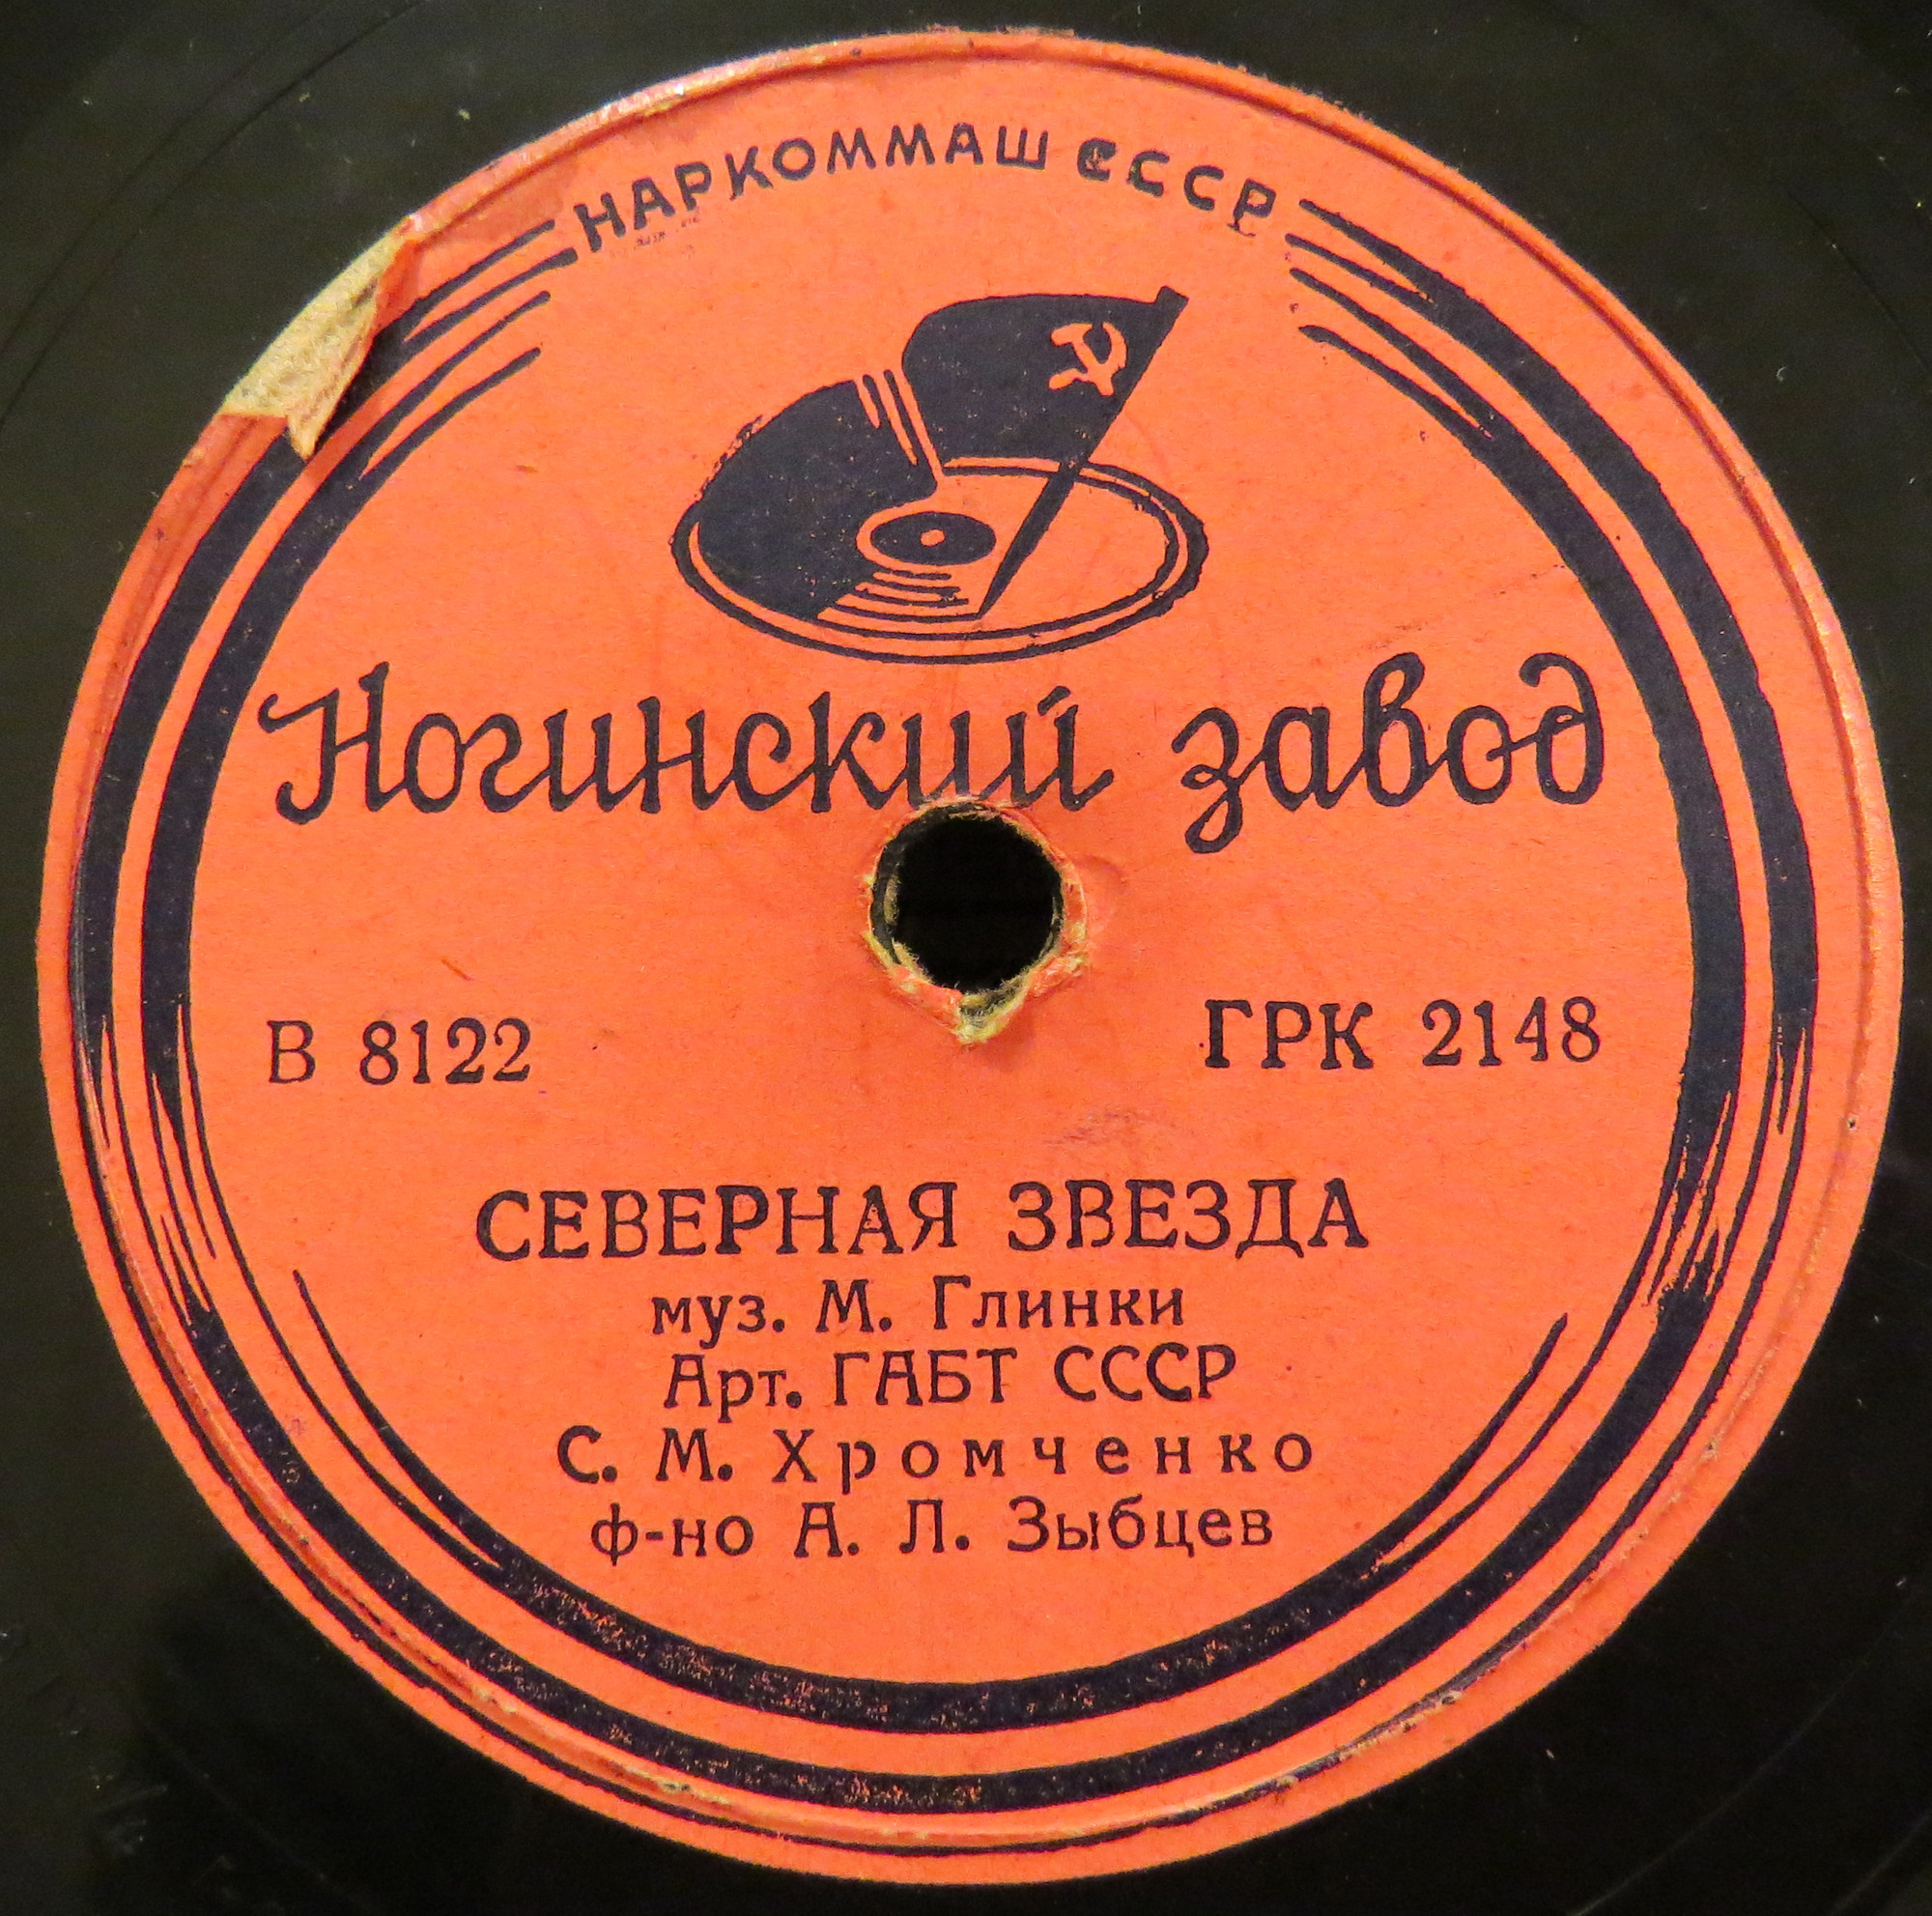 НАРКОММАШ СССР
Ногинский завод
В 8122
ГРК 2148
СЕВЕРНАЯ ЗВЕЗДА
муз. М. Глинки
Арт. ГАБТ СССР
С. М. Хромченко
ф-но А. Л. Зыбцев